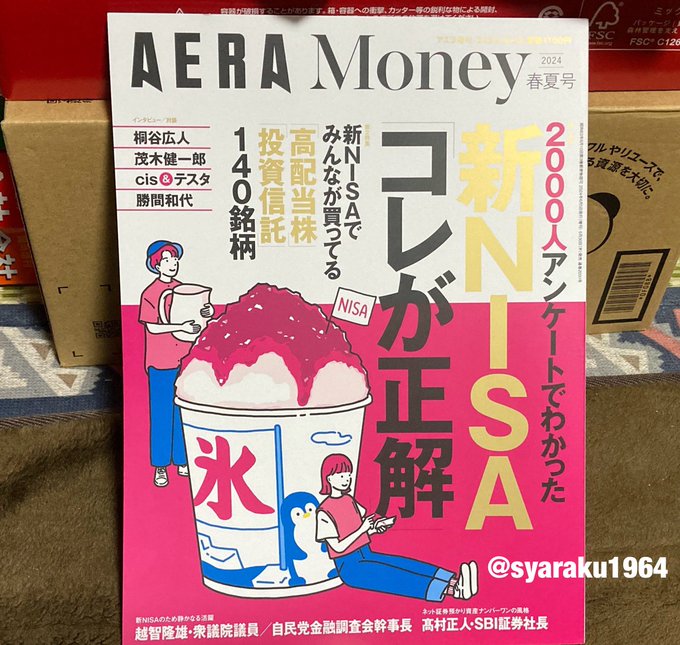 AERA Money
2024
春夏号
インタビュー/対談
桐谷広人
茂木健一郎
cis&テスタ
勝間和代
2000人アンケートでわかった
新NISA
「コレが正解」
新NISAで
みんなが買ってる
「高配当株
投資信託」
140銘柄
NISA
氷
@syaraku1964
新NISAのため静かなる活躍
越智隆雄・衆議院議員/自民党金融調査会幹事長
ネット証券預かり資産ナンバーワンの風格
髙村正人・SBI証券社長
FSC
FSC® C126